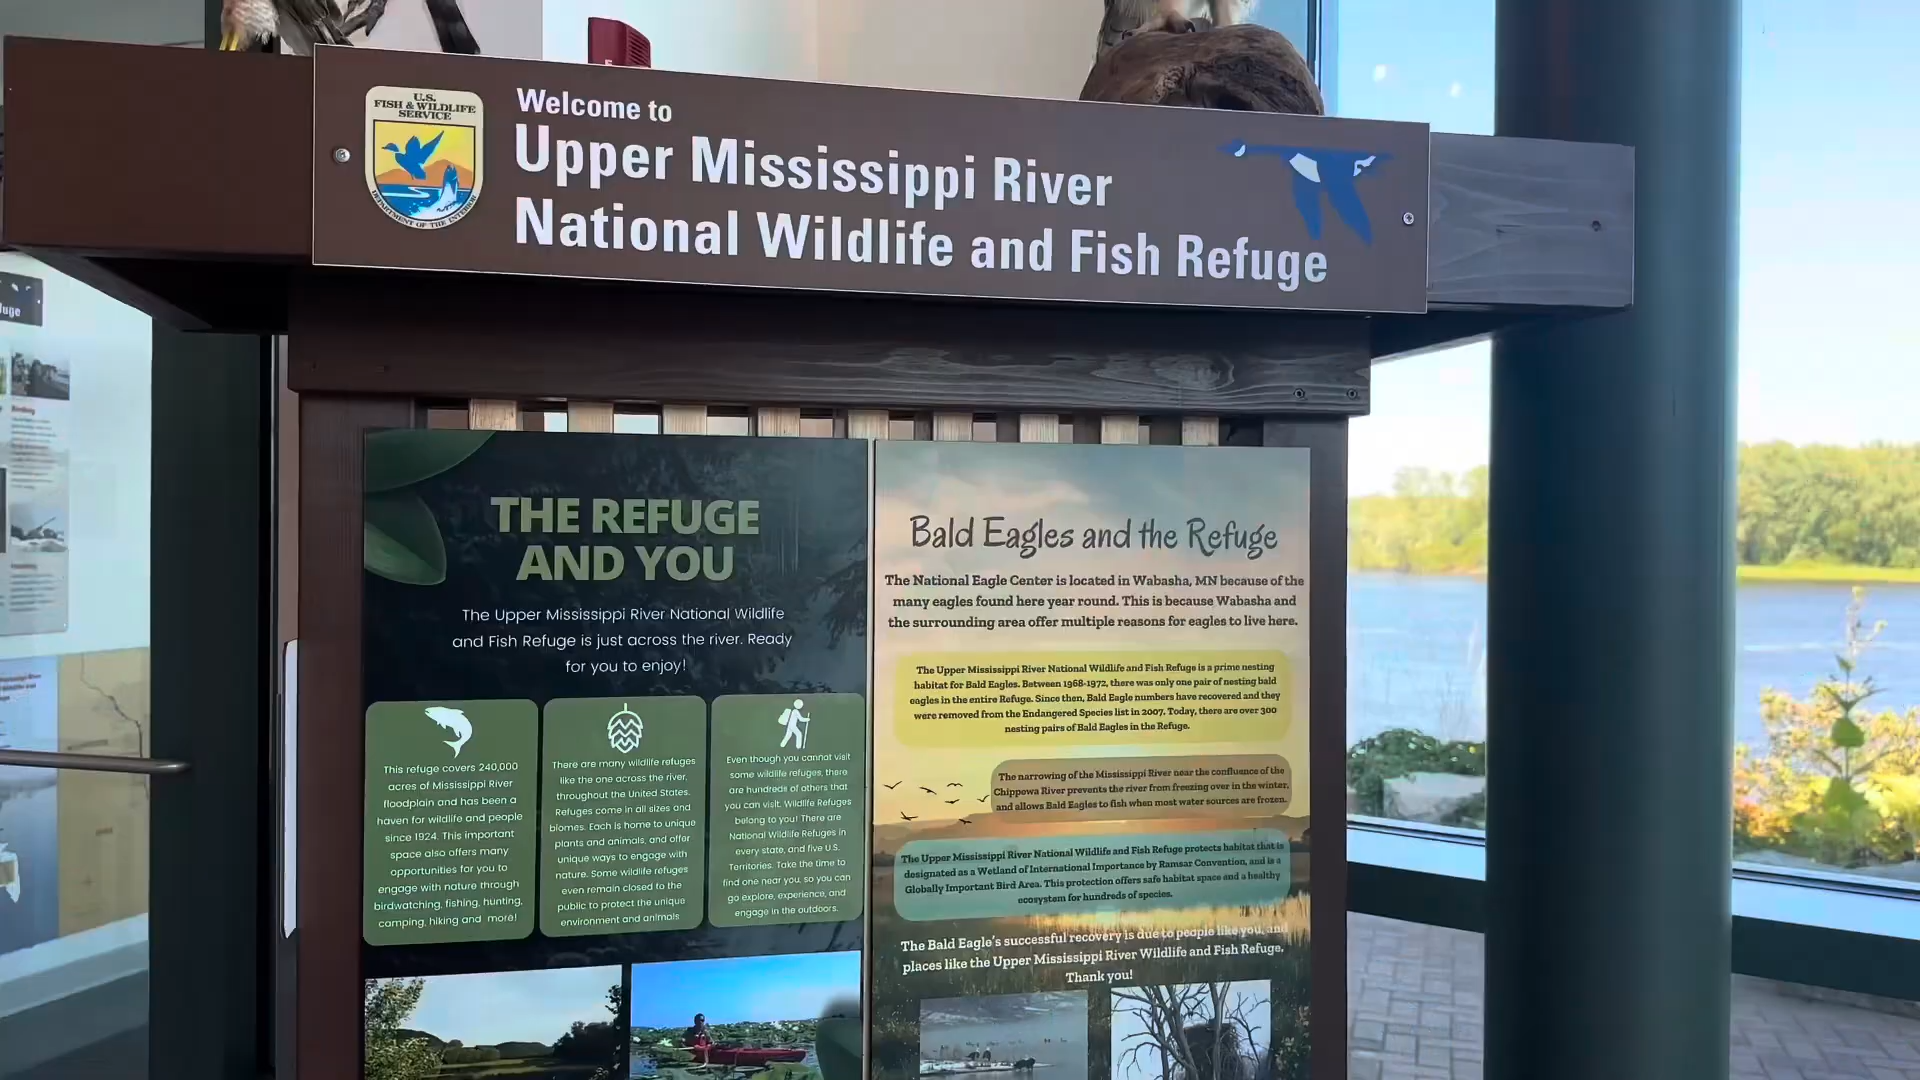 U.S.
FISH & WILDLIFE
SERVICE
DEPARTMENT OF THE INTERIOR
Welcome to
Upper Mississippi River
National Wildlife and Fish Refuge
THE REFUGE
AND YOU
The Upper Mississippi River National Wildlife
and Fish Refuge is just across the river. Ready
for you to enjoy!
This refuge covers 240,000
acres of Mississippi River
floodplain and has been a
haven for wildlife and people
since 1924. This important
space also offers many
opportunities for you to
engage with nature through
birdwatching, fishing, hunting,
camping, hiking and more!
There are many wildlife refuges
like the one across the river,
throughout the United States.
Refuges come in all sizes and
biomes. Each is home to unique
plants and animals, and offer
unique ways to engage with
nature. Some wildlife refuges
even remain closed to the
public to protect the unique
environment and animals
Even though you cannot visit
some wildlife refuges, there
are hundreds of others that
you can visit. Wildlife Refuges
belong to you! There are
National Wildlife Refuges in
every state, and five U.S.
Territories. Take the time to
find one near you, so you can
go explore, experience, and
engage in the outdoors.
Bald Eagles and the Refuge
The National Eagle Center is located in Wabasha, MN because of the
many eagles found here year round. This is because Wabasha and
the surrounding area offer multiple reasons for eagles to live here.
The Upper Mississippi River National Wildlife and Fish Refuge is a prime nesting
habitat for Bald Eagles. Between 1968-1972, there was only one pair of nesting bald
eagles in the entire Refuge. Since then, Bald Eagle numbers have recovered and they
were removed from the Endangered Species list in 2007. Today, there are over 300
nesting pairs of Bald Eagles in the Refuge.
The narrowing of the Mississippi River near the confluence of the
Chippowa River prevents the river from freezing over in the winter,
and allows Bald Eagles to fish when most water sources are frozen.
The Upper Mississippi River National Wildlife and Fish Refuge protects habitat that is
designated as a Wetland of International Importance by Ramsar Convention, and is a
Globally Important Bird Area. This protection offers safe habitat space and a healthy
ecosystem for hundreds of species.
The Bald Eagle's successful recovery is due to people like you, and
places like the Upper Mississippi River Wildlife and Fish Refuge.
Thank you!